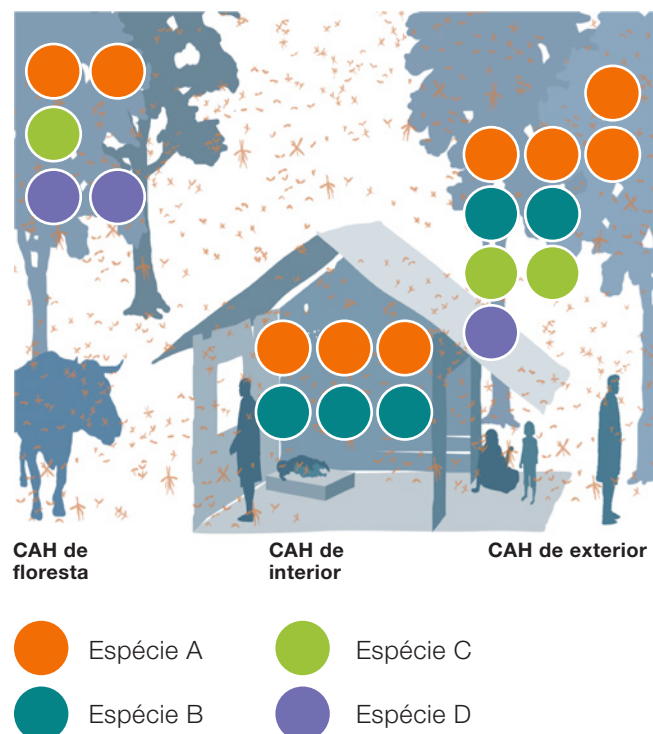 CAH de
floresta
CAH de
interior
CAH de exterior
Espécie A
Espécie C
Espécie B
Espécie D